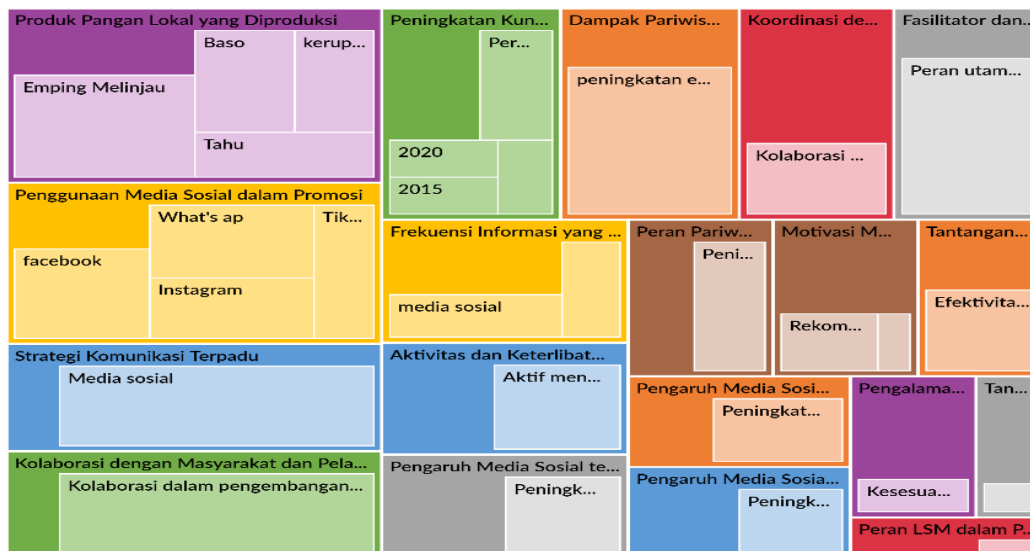 Produk Pangan Lokal yang Diproduksi
Baso
kerup...
Emping Melinjau
Tahu
Peningkatan Kun...
Per...
2020
2015
Dampak Pariwis...
peningkatan e...
Koordinasi de...
Kolaborasi ...
Fasilitator dan...
Peran utam...
Penggunaan Media Sosial dalam Promosi
What's ap
Tik...
facebook
Instagram
Frekuensi Informasi yang ...
media sosial
Peran Pariw...
Peni...
Motivasi M...
Rekom...
Tantangan...
Efektivita...
Strategi Komunikasi Terpadu
Media sosial
Aktivitas dan Keterlibat...
Aktif men...
Pengaruh Media Sosi...
Peningkat...
Pengalama...
Kesesua...
Tan...
Kolaborasi dengan Masyarakat dan Pela...
Kolaborasi dalam pengembangan...
Pengaruh Media Sosial te...
Peningk...
Pengaruh Media Sosia...
Peningk...
Peran LSM dalam P...